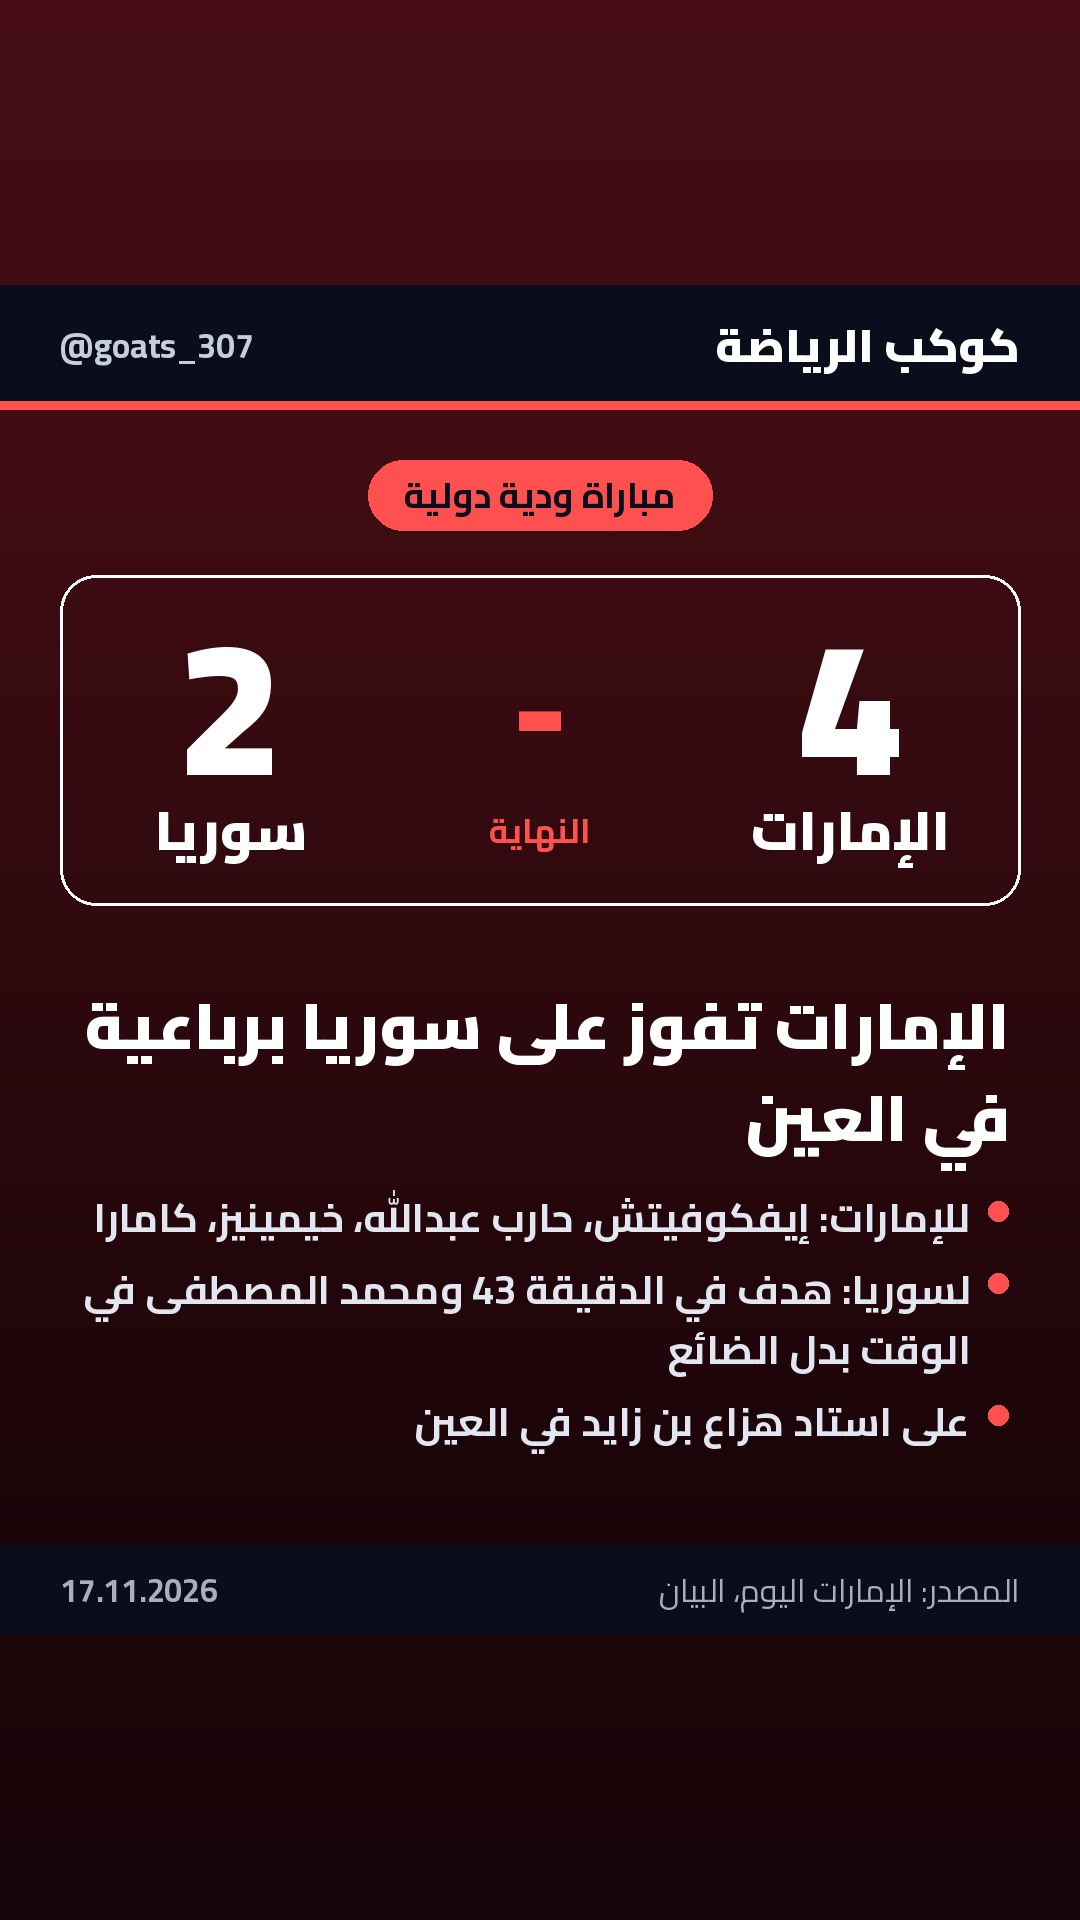 كوكب الرياضة
@goats_307
مباراة ودية دولية
4 - 2
الإمارات النهاية سوريا
الإمارات تفوز على سوريا برباعية
في العين
للإمارات: إيفكوفيتش، حارب عبدالله، خيمينيز، كامارا
لسوريا: هدف في الدقيقة 43 ومحمد المصطفى في
الوقت بدل الضائع
على استاد هزاع بن زايد في العين
المصدر: الإمارات اليوم، البيان
17.11.2026